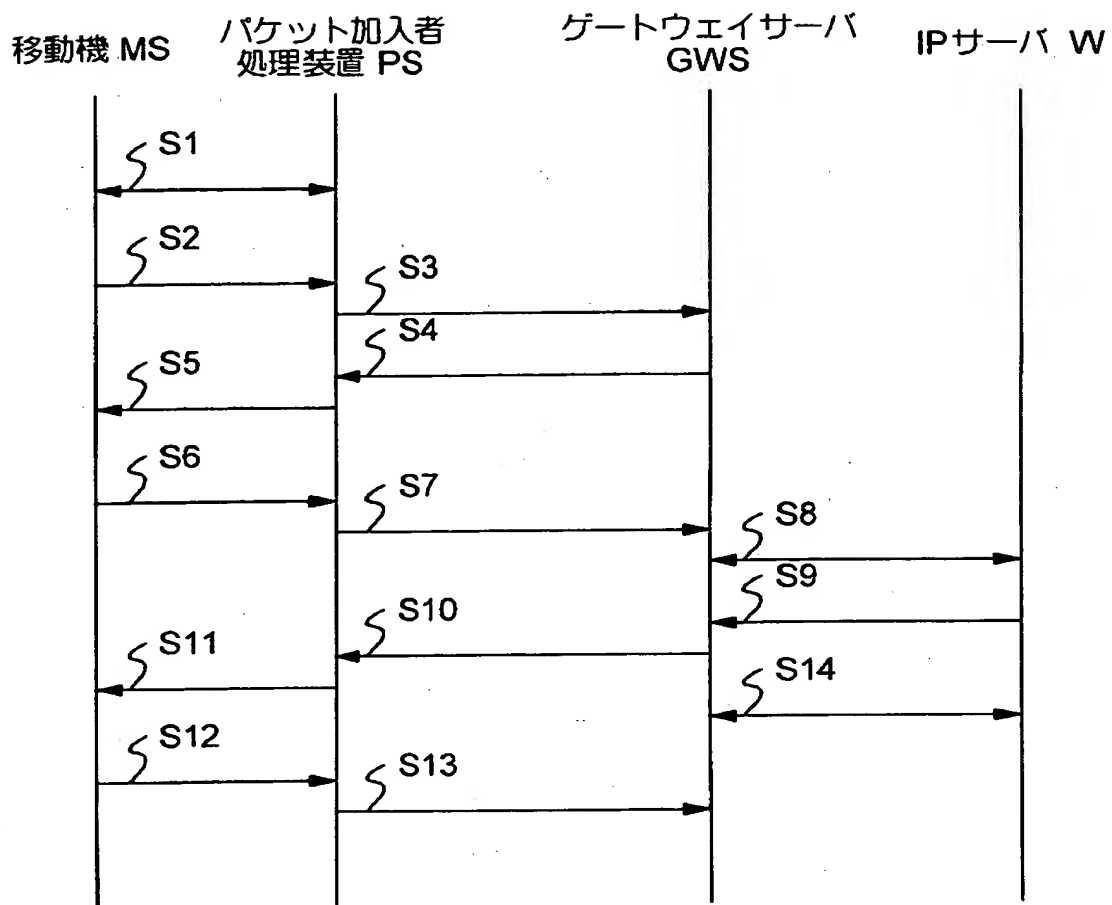 移動機 MS
パケット加入者
処理装置 PS
ゲートウェイサーバ
GWS
IPサーバ W
S1
S2
S3
S4
S5
S6
S7
S8
S9
S10
S11
S14
S12
S13